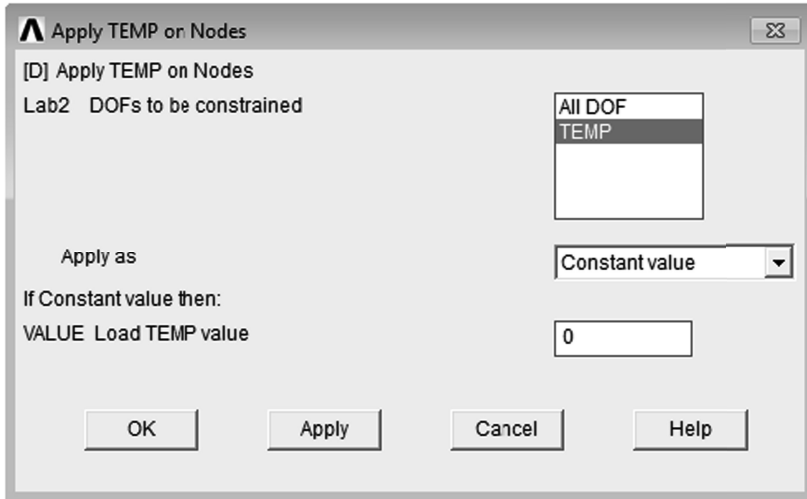 Apply TEMP on Nodes
[D] Apply TEMP on Nodes
Lab2 DOFs to be constrained
All DOF
TEMP
Apply as
Constant value
If Constant value then:
VALUE Load TEMP value
0
OK
Apply
Cancel
Help